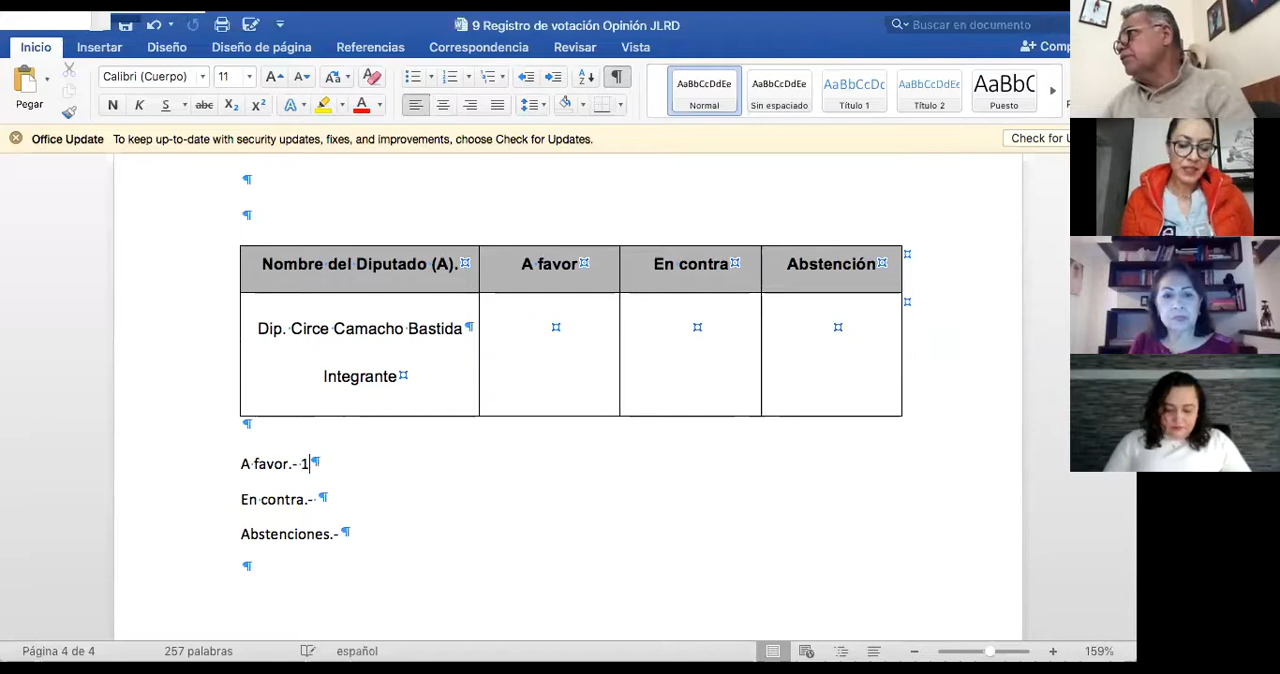 9 Registro de votación Opinión JLRD
Buscar en documento
Inicio Insertar Diseño Diseño de página Referencias Correspondencia Revisar Vista
Pegar
Calibri (Cuerpo) 11
N K S abc X₂ X² A A
AaBbCcDdEe AaBbCcDdEe AaBbCcDc AaBbCcDdEe AaBbC
Normal Sin espaciado Título 1 Título 2 Puesto
Office Update To keep up-to-date with security updates, fixes, and improvements, choose Check for Updates.
Nombre del Diputado (A). A favor En contra Abstención
Dip. Circe Camacho Bastida
Integrante
A favor.- 1
En contra.-
Abstenciones.-
Página 4 de 4 257 palabras español 159%